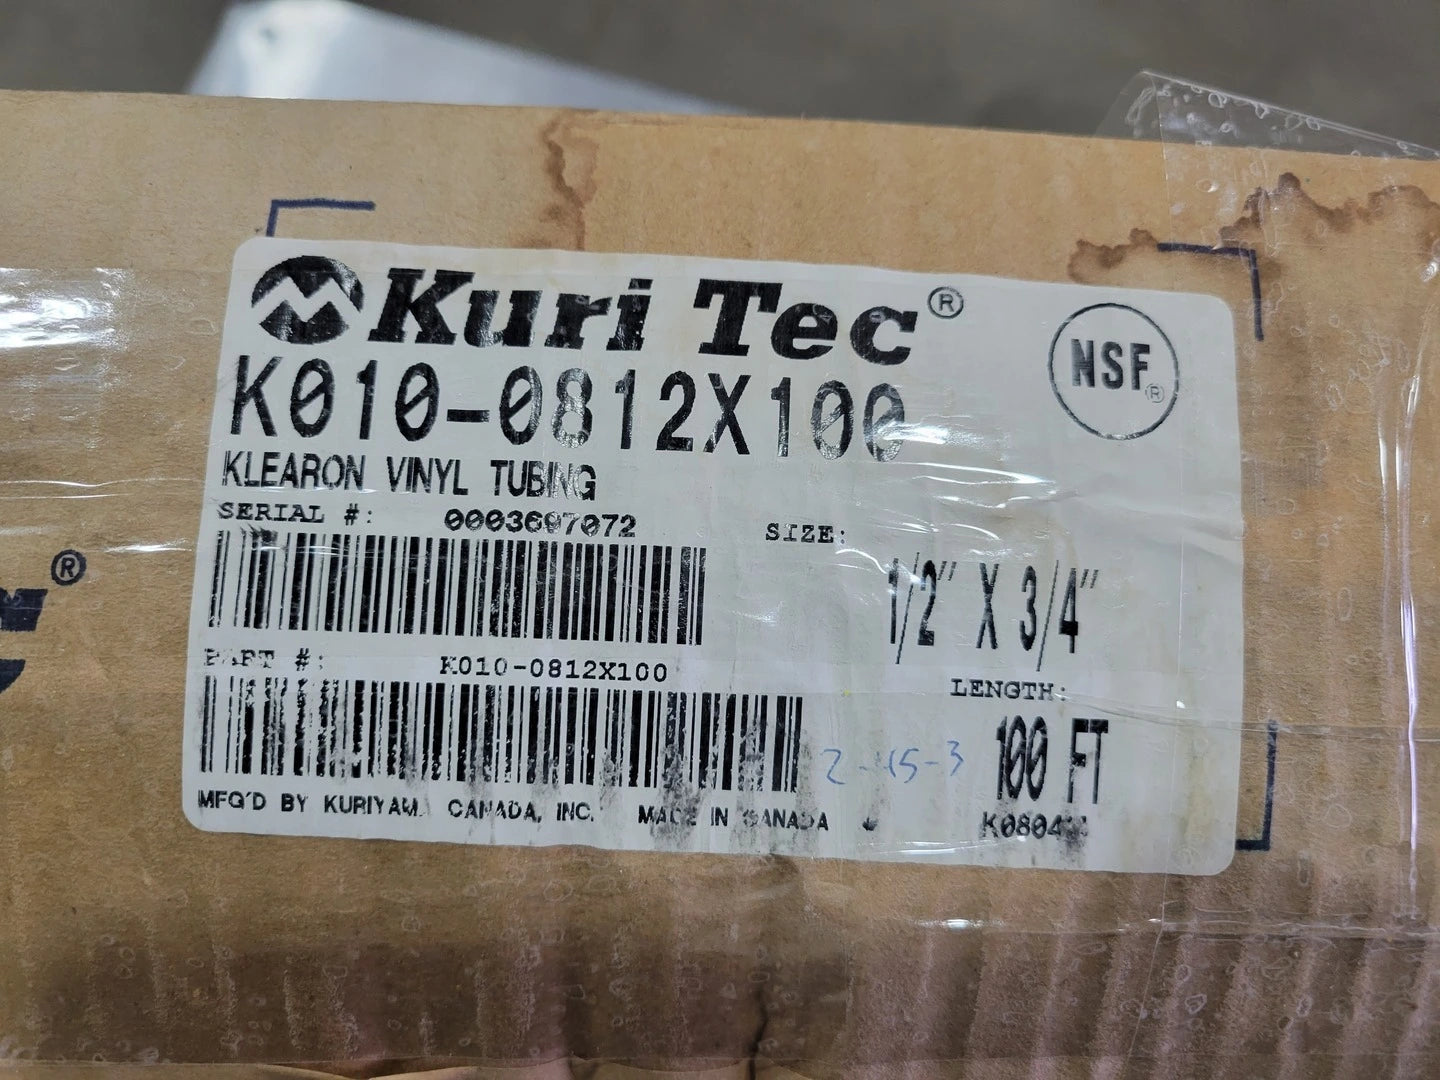 Kuri Tec®
NSF®
K010-0812X100
KLEARON VINYL TUBING
SERIAL #: 0003697072
SIZE:
1/2" X 3/4"
PART #: K010-0812X100
LENGTH:
100 FT
2-15-3
MFG'D BY KURIYAMA CANADA, INC. MADE IN CANADA
®